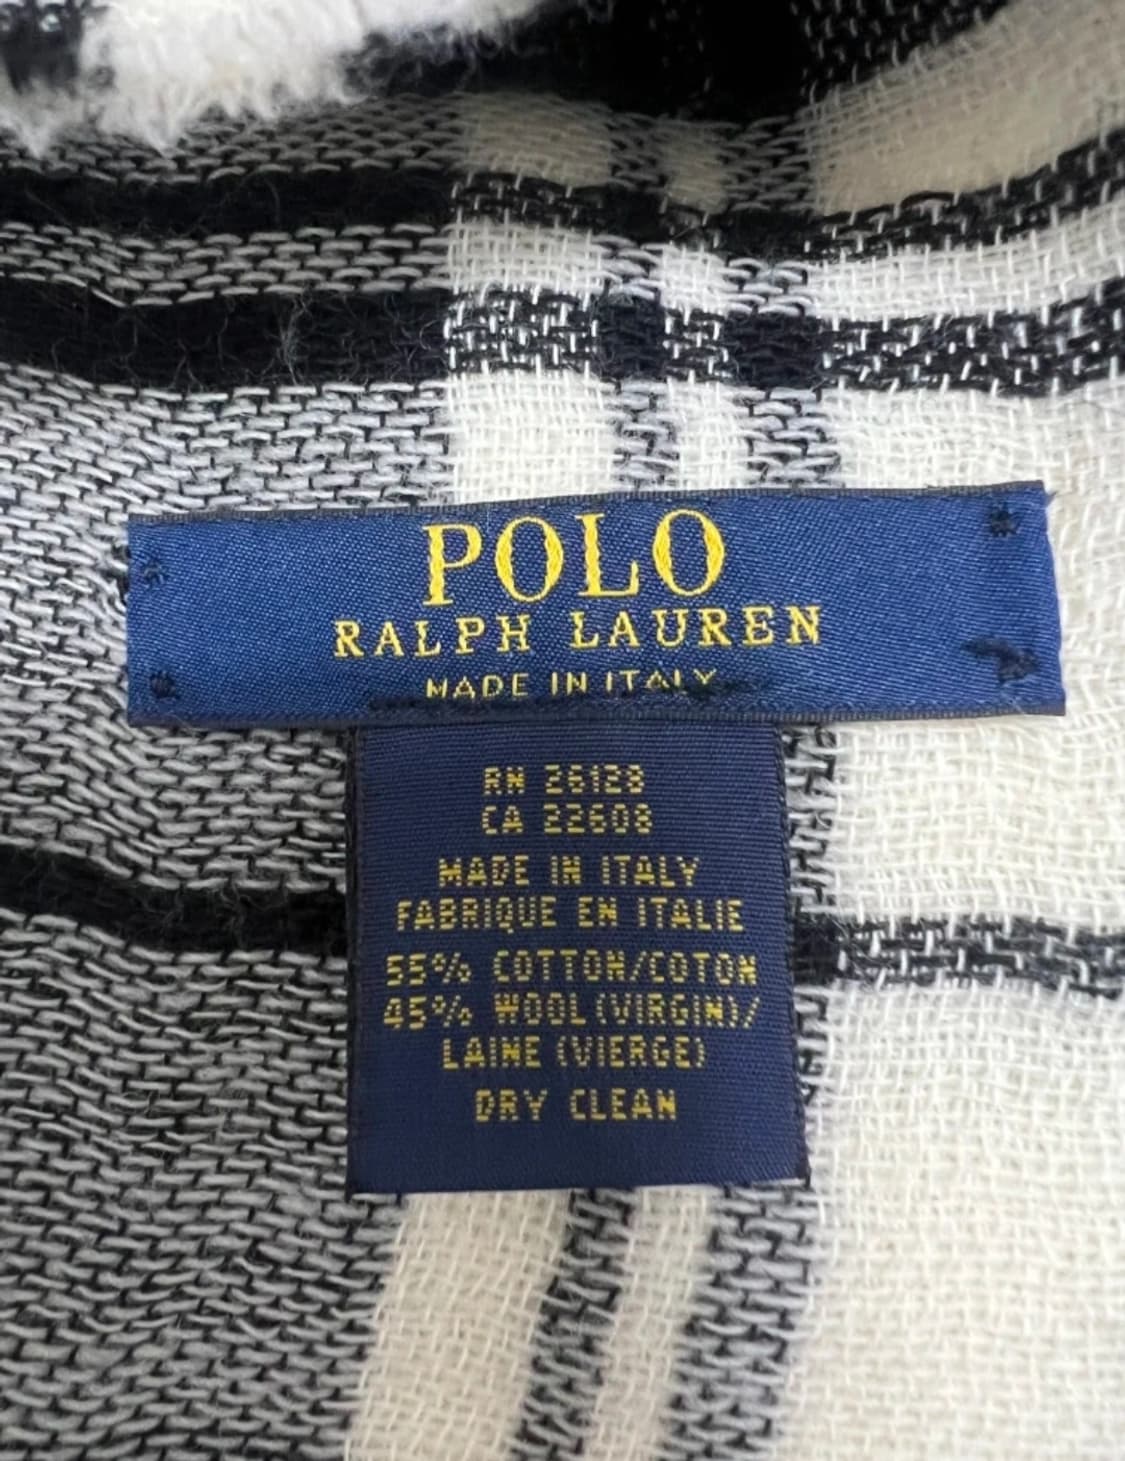 POLO
RALPH LAUREN
MADE IN ITALY
RN 26128
CA 22608
MADE IN ITALY
FABRIQUE EN ITALIE
55% COTTON/COTON
45% WOOL (VIRGIN)/
LAINE (VIERGE)
DRY CLEAN